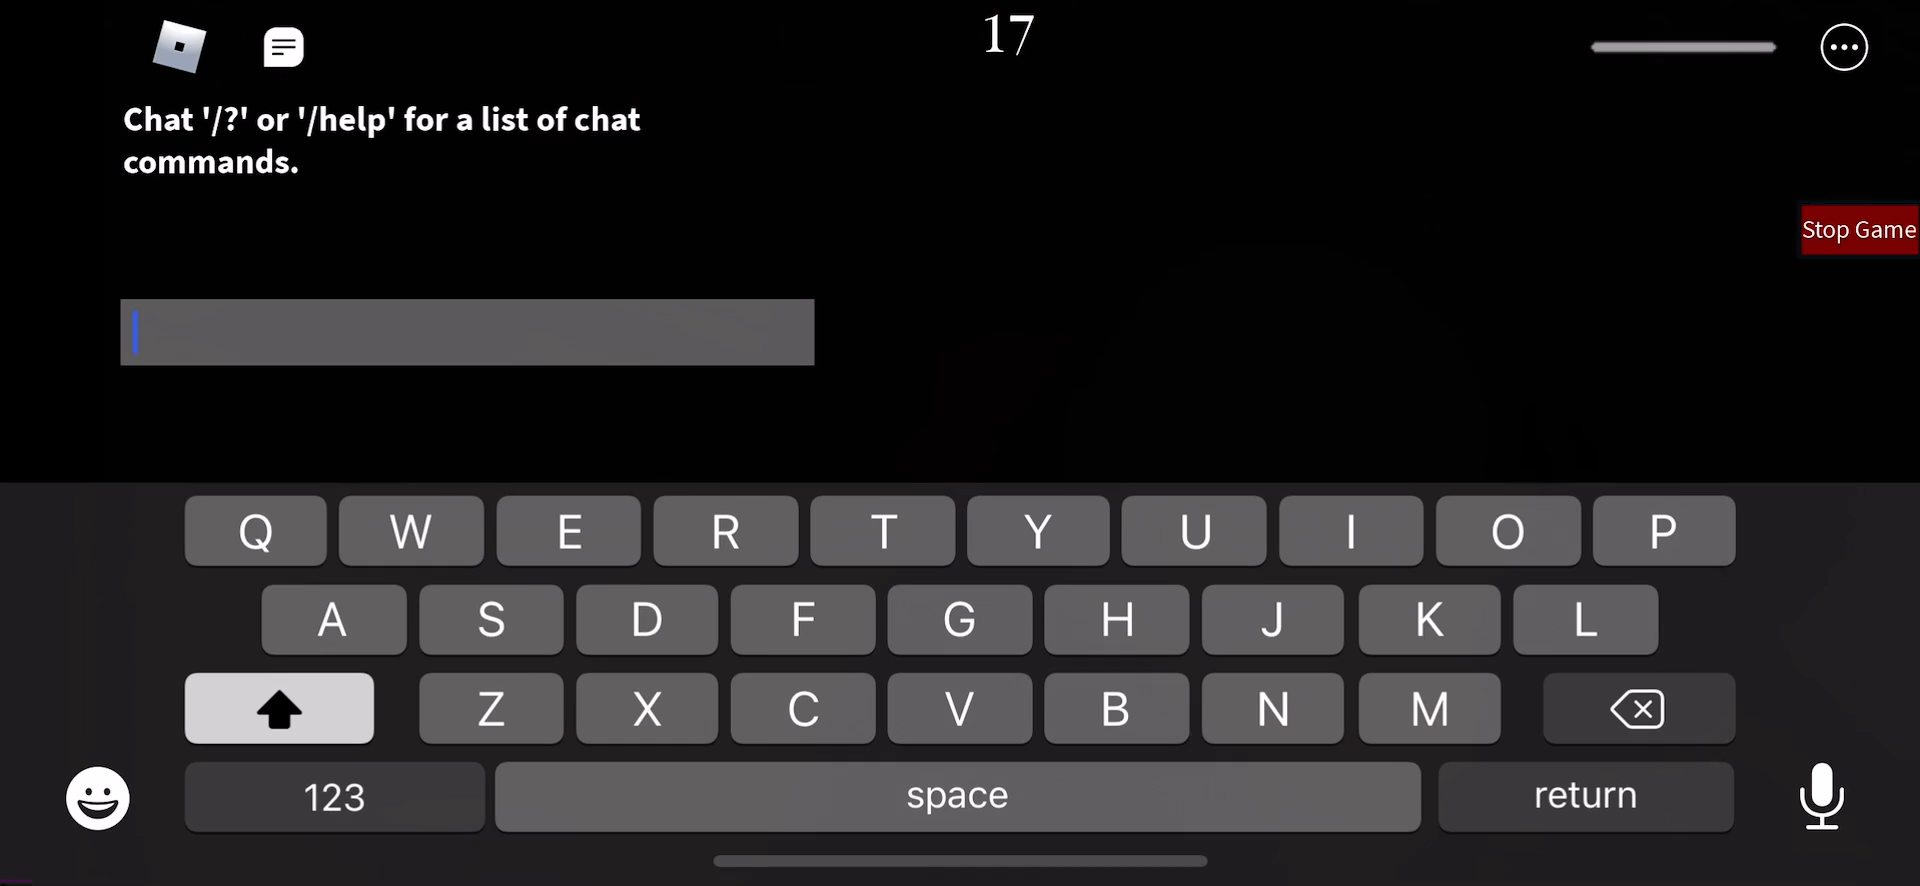 17
Chat '/?' or '/help' for a list of chat
commands.
Stop Game
Q W E R T Y U I O P
A S D F G H J K L
Z X C V B N M
123 space return